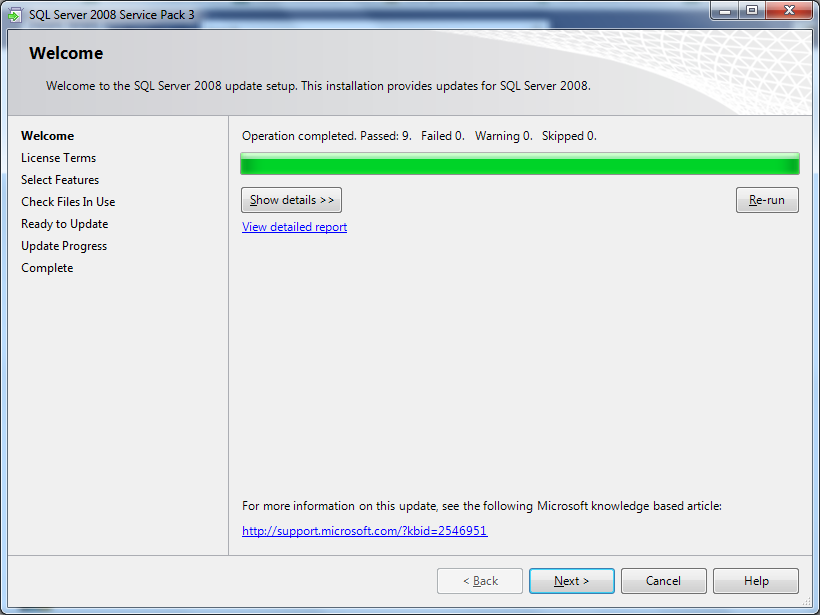 SQL Server 2008 Service Pack 3
Welcome
Welcome to the SQL Server 2008 update setup. This installation provides updates for SQL Server 2008.
Welcome
License Terms
Select Features
Check Files In Use
Ready to Update
Update Progress
Complete
Operation completed. Passed: 9. Failed 0. Warning 0. Skipped 0.
Show details >>
Re-run
View detailed report
For more information on this update, see the following Microsoft knowledge based article:
http://support.microsoft.com/?kbid=2546951
< Back
Next >
Cancel
Help